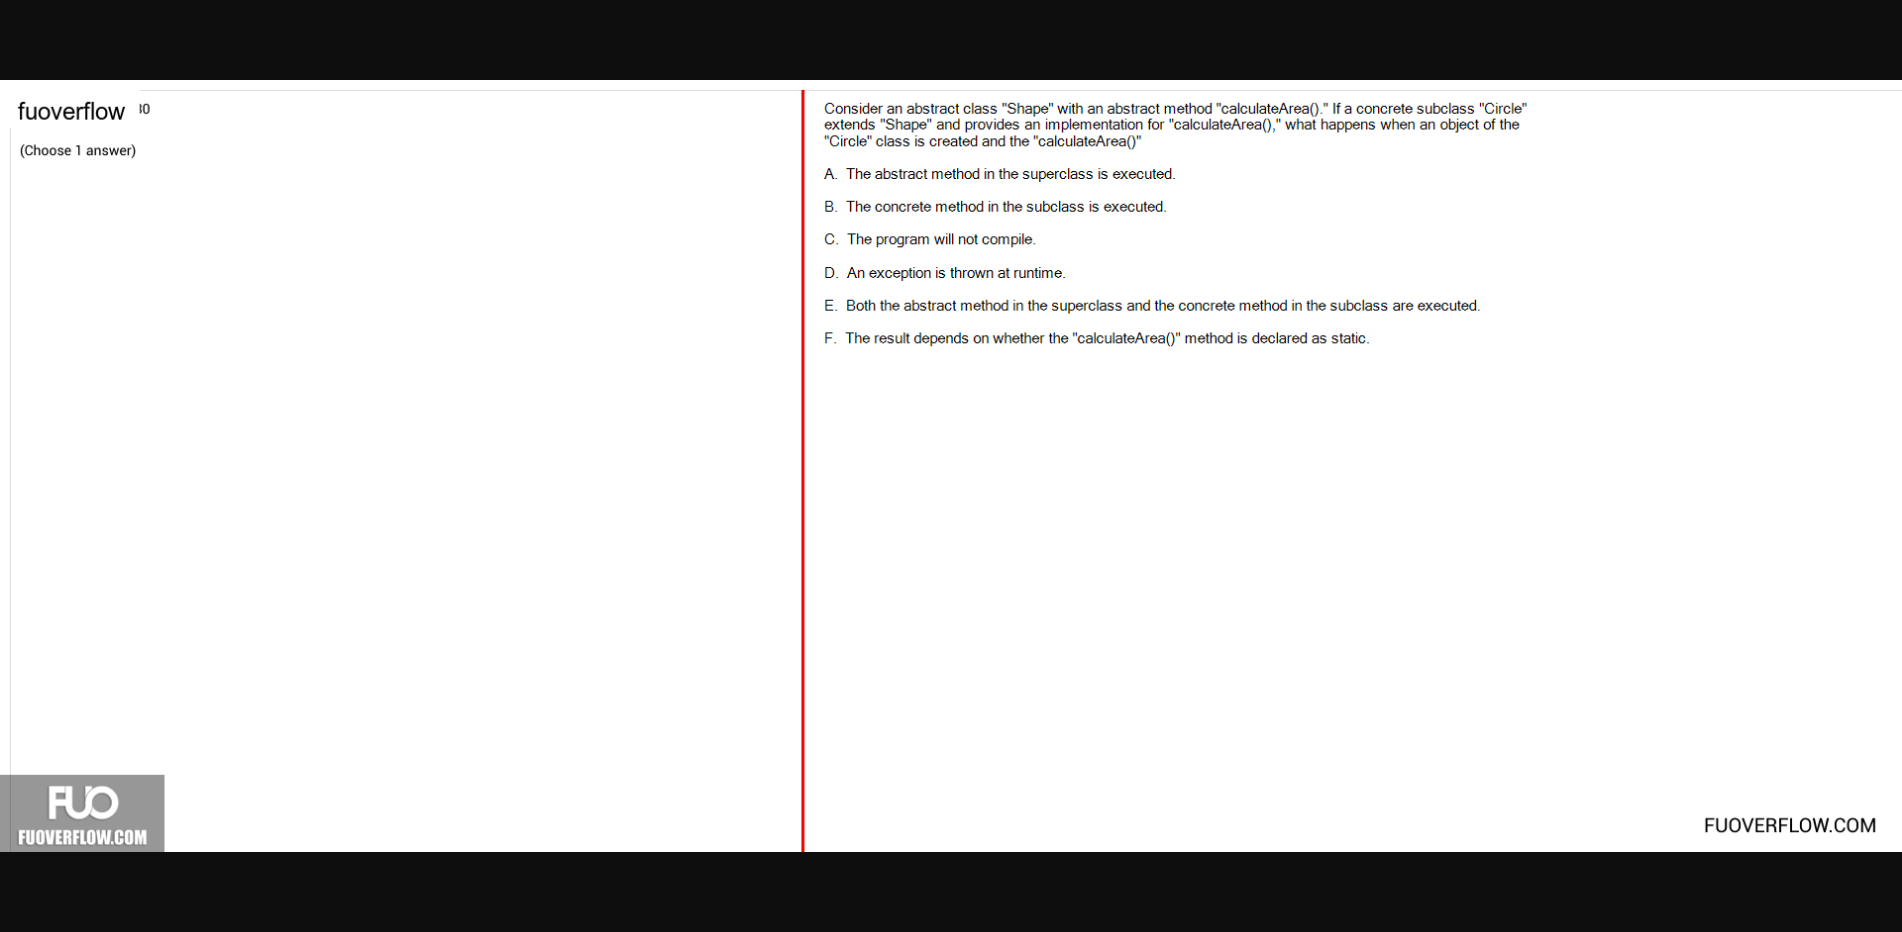 fuoverflow
30
(Choose 1 answer)
Consider an abstract class "Shape" with an abstract method "calculateArea()." If a concrete subclass "Circle"
extends "Shape" and provides an implementation for "calculateArea()," what happens when an object of the
"Circle" class is created and the "calculateArea()"
A. The abstract method in the superclass is executed.
B. The concrete method in the subclass is executed.
C. The program will not compile.
D. An exception is thrown at runtime.
E. Both the abstract method in the superclass and the concrete method in the subclass are executed.
F. The result depends on whether the "calculateArea()" method is declared as static.
FUO
FUOVERFLOW.COM
FUOVERFLOW.COM